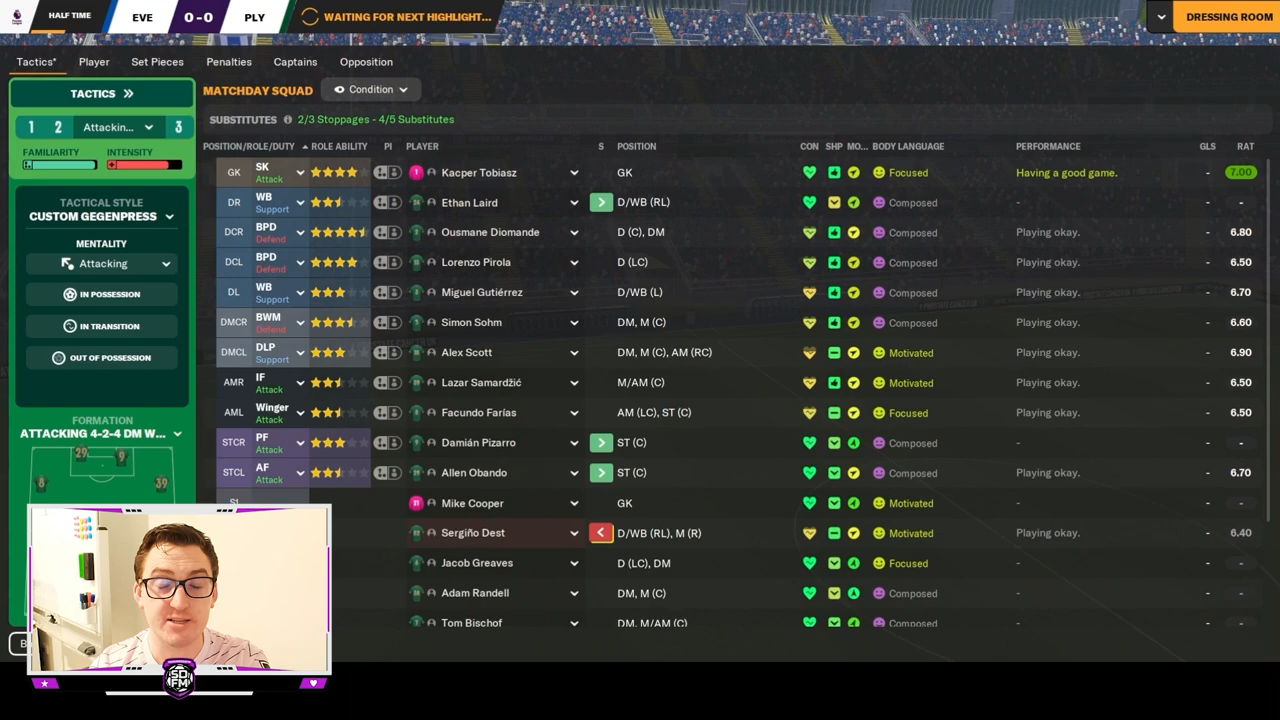 HALF TIME EVE 0 - 0 PLY WAITING FOR NEXT HIGHLIGHT... DRESSING ROOM
Tactics* Player Set Pieces Penalties Captains Opposition
TACTICS
1 2 Attackin... 3
FAMILIARITY INTENSITY
TACTICAL STYLE
CUSTOM GEGENPRESS
MENTALITY
Attacking
IN POSSESSION
IN TRANSITION
OUT OF POSSESSION
FORMATION
ATTACKING 4-2-4 DM W...
29 9
8 39
MATCHDAY SQUAD Condition
SUBSTITUTES 2/3 Stoppages - 4/5 Substitutes
POSITION/ROLE/DUTY ROLE ABILITY PI PLAYER S POSITION CON SHP MO... BODY LANGUAGE PERFORMANCE GLS RAT
GK SK Attack Kacper Tobiasz GK Focused Having a good game. - 7.00
DR WB Support Ethan Laird D/WB (RL) Composed - - -
DCR BPD Defend Ousmane Diomande D (C), DM Composed Playing okay. - 6.80
DCL BPD Defend Lorenzo Pirola D (LC) Composed Playing okay. - 6.50
DL WB Support Miguel Gutiérrez D/WB (L) Composed Playing okay. - 6.70
DMCR BWM Defend Simon Sohm DM, M (C) Composed Playing okay. - 6.60
DMCL DLP Support Alex Scott DM, M (C), AM (RC) Motivated Playing okay. - 6.90
AMR IF Attack Lazar Samardžić M/AM (C) Motivated Playing okay. - 6.50
AML Winger Attack Facundo Farías AM (LC), ST (C) Focused Playing okay. - 6.50
STCR PF Attack Damián Pizarro ST (C) Composed - - -
STCL AF Attack Allen Obando ST (C) Composed Playing okay. - 6.70
S1 Mike Cooper GK Motivated - - -
Sergiño Dest D/WB (RL), M (R) Motivated Playing okay. - 6.40
Jacob Greaves D (LC), DM Focused - - -
Adam Randell DM, M (C) Composed - - -
Tom Bischof DM, M/AM (C) Composed - - -
SD
FM